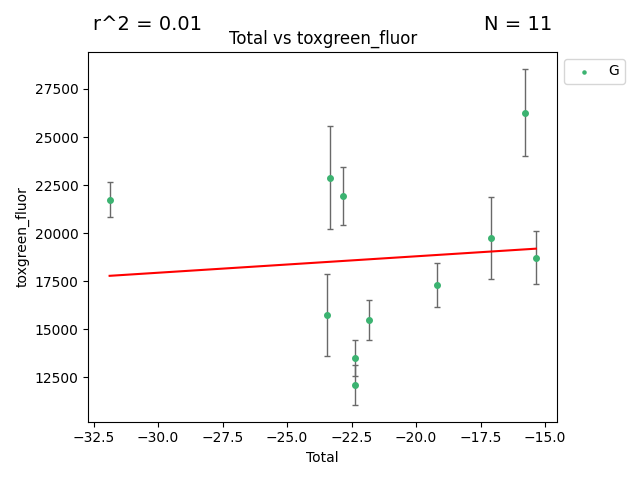 r^2 = 0.01
N = 11
Total vs toxgreen_fluor
G
27500
25000
22500
20000
17500
15000
12500
toxgreen_fluor
−32.5 −30.0 −27.5 −25.0 −22.5 −20.0 −17.5 −15.0
Total